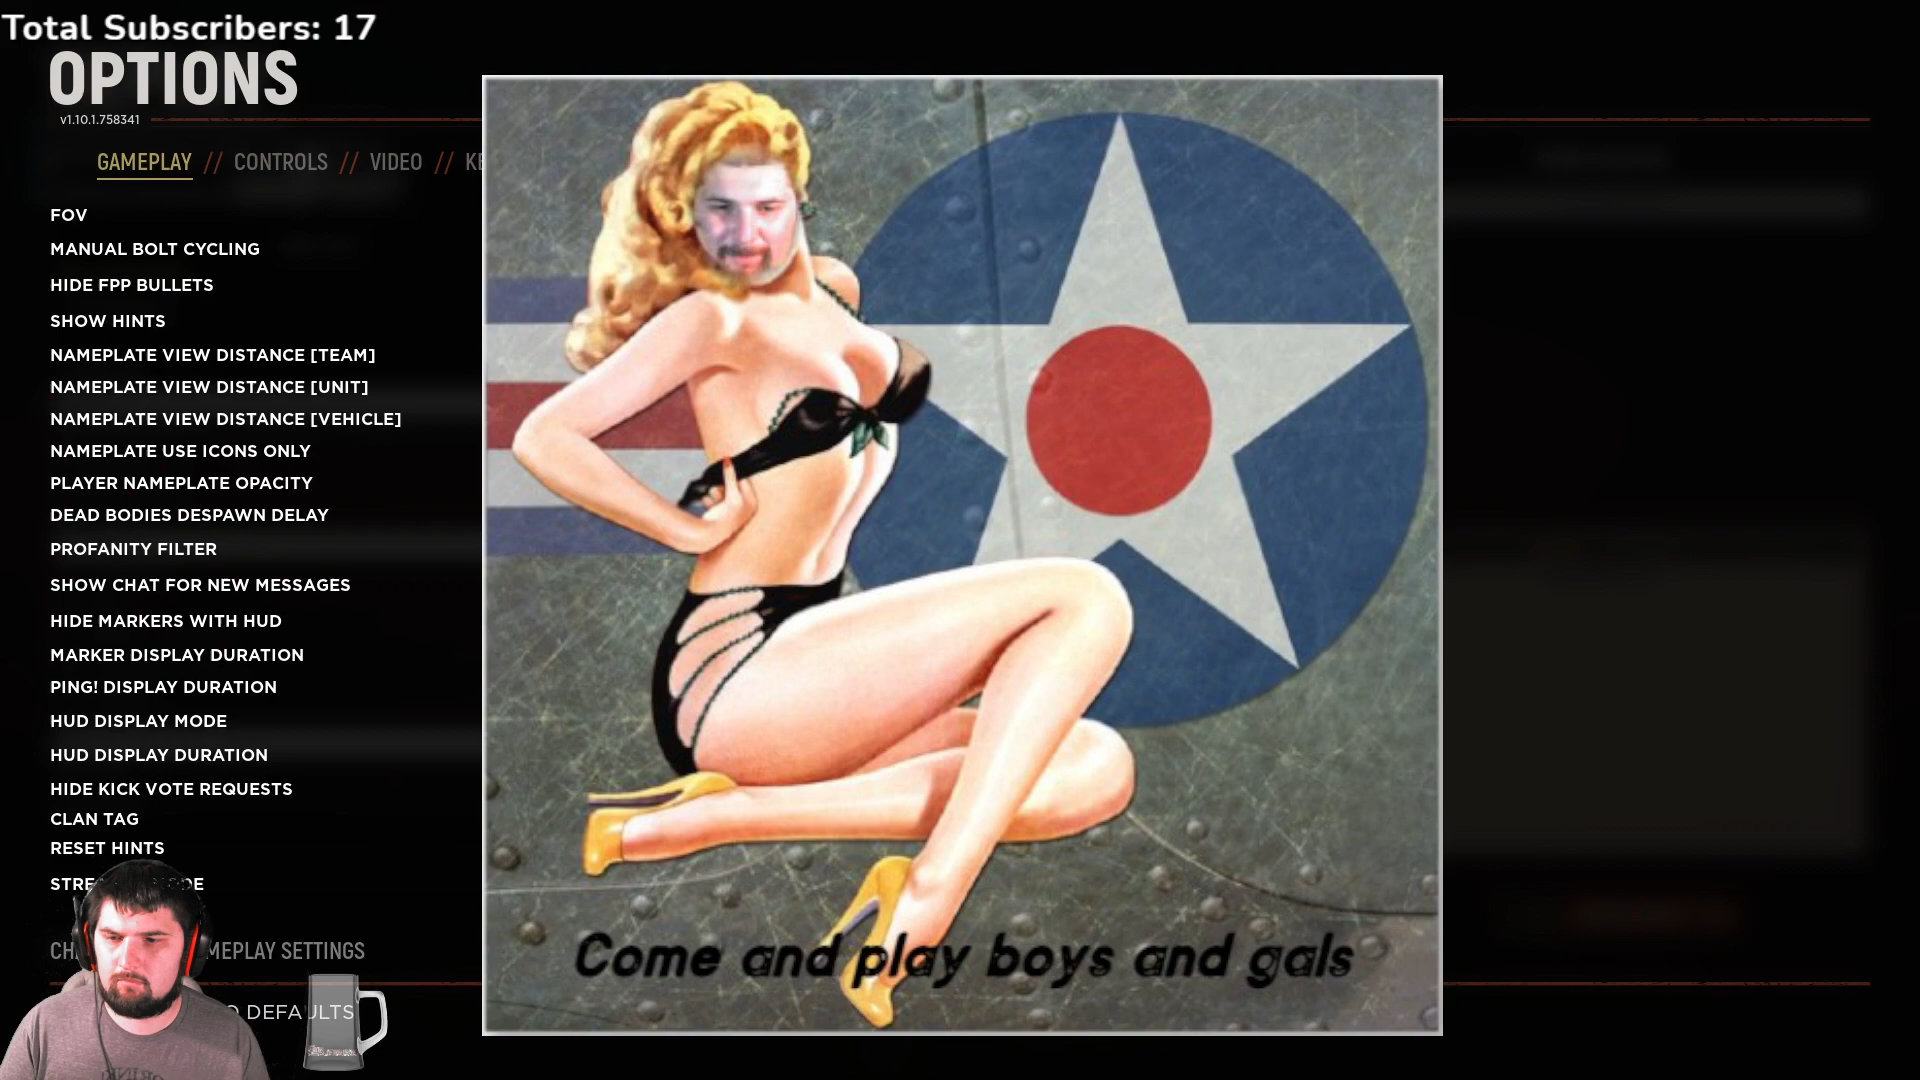 Total Subscribers: 17
OPTIONS
v1.10.1.758341
GAMEPLAY // CONTROLS // VIDEO //
FOV
MANUAL BOLT CYCLING
HIDE FPP BULLETS
SHOW HINTS
NAMEPLATE VIEW DISTANCE [TEAM]
NAMEPLATE VIEW DISTANCE [UNIT]
NAMEPLATE VIEW DISTANCE [VEHICLE]
NAMEPLATE USE ICONS ONLY
PLAYER NAMEPLATE OPACITY
DEAD BODIES DESPAWN DELAY
PROFANITY FILTER
SHOW CHAT FOR NEW MESSAGES
HIDE MARKERS WITH HUD
MARKER DISPLAY DURATION
PING! DISPLAY DURATION
HUD DISPLAY MODE
HUD DISPLAY DURATION
HIDE KICK VOTE REQUESTS
CLAN TAG
RESET HINTS
SETTINGS
DEFAULTS
Come and play boys and gals